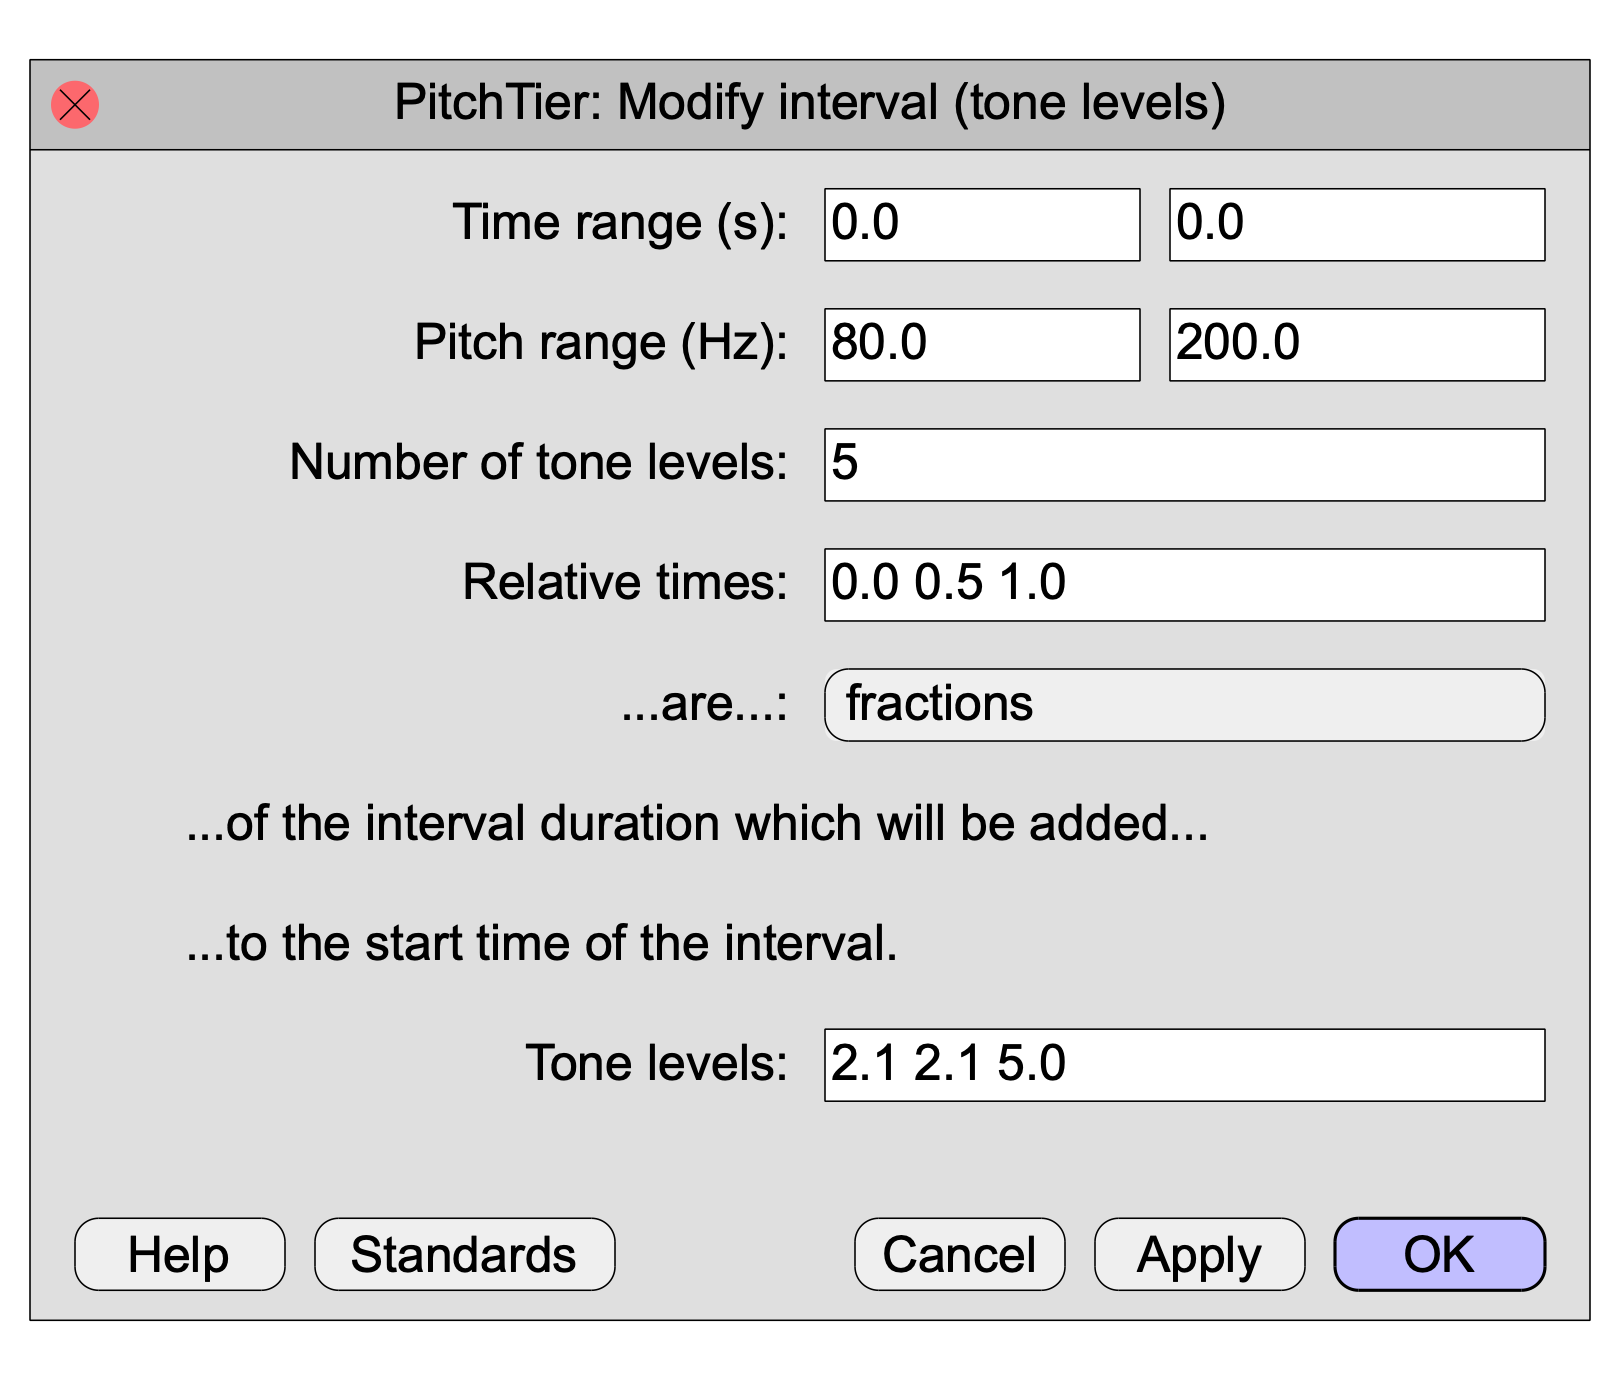 PitchTier: Modify interval (tone levels)
Time range (s): 0.0 0.0
Pitch range (Hz): 80.0 200.0
Number of tone levels: 5
Relative times: 0.0 0.5 1.0
...are...: fractions
...of the interval duration which will be added...
...to the start time of the interval.
Tone levels: 2.1 2.1 5.0
Help Standards Cancel Apply OK